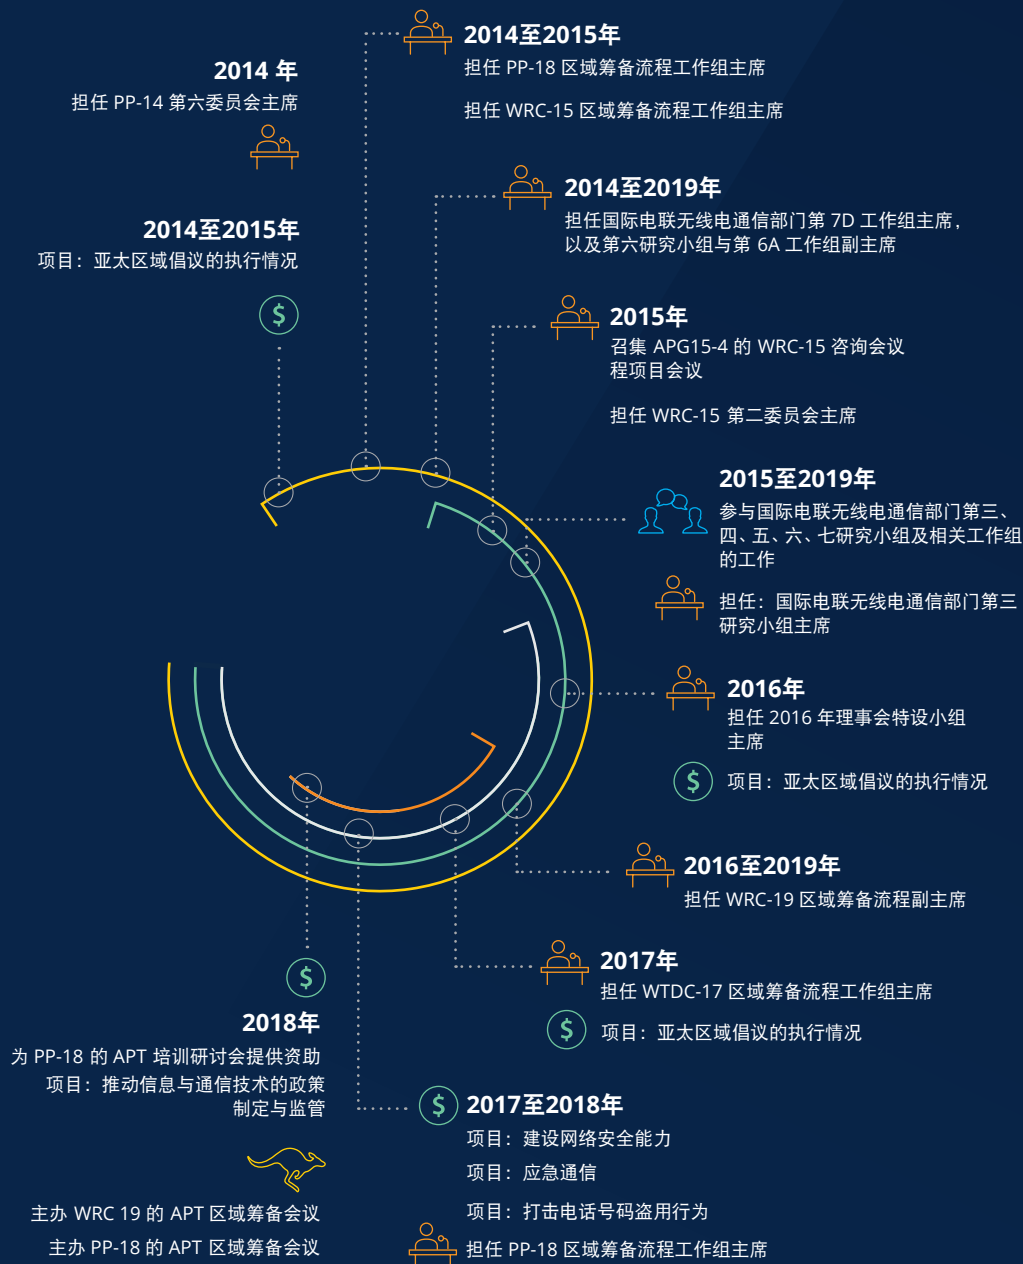 2014 年
担任 PP-14 第六委员会主席
2014至2015年
项目：亚太区域倡议的执行情况
$
2014至2015年
担任 PP-18 区域筹备流程工作组主席
担任 WRC-15 区域筹备流程工作组主席
2014至2019年
担任国际电联无线电通信部门第 7D 工作组主席，
以及第六研究小组与第 6A 工作组副主席
2015年
召集 APG15-4 的 WRC-15 咨询会议
程项目会议
担任 WRC-15 第二委员会主席
2015至2019年
参与国际电联无线电通信部门第三、
四、五、六、七研究小组及相关工作组
的工作
担任：国际电联无线电通信部门第三
研究小组主席
2016年
担任 2016 年理事会特设小组
主席
$
项目：亚太区域倡议的执行情况
2016至2019年
担任 WRC-19 区域筹备流程副主席
2017年
担任 WTDC-17 区域筹备流程工作组主席
$
项目：亚太区域倡议的执行情况
$
2017至2018年
项目：建设网络安全能力
项目：应急通信
项目：打击电话号码盗用行为
担任 PP-18 区域筹备流程工作组主席
$
2018年
为 PP-18 的 APT 培训研讨会提供资助
项目：推动信息与通信技术的政策
制定与监管
主办 WRC 19 的 APT 区域筹备会议
主办 PP-18 的 APT 区域筹备会议